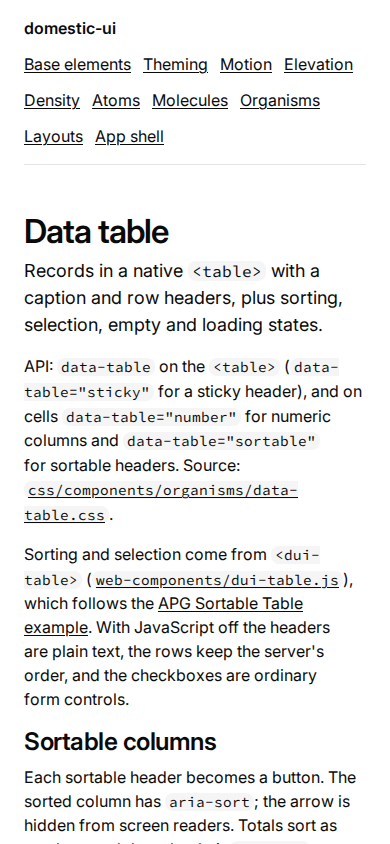 domestic-ui
Base elements Theming Motion Elevation
Density Atoms Molecules Organisms
Layouts App shell
Data table
Records in a native <table> with a
caption and row headers, plus sorting,
selection, empty and loading states.
API: data-table on the <table> ( data-
table="sticky" for a sticky header), and on
cells data-table="number" for numeric
columns and data-table="sortable"
for sortable headers. Source:
css/components/organisms/data-
table.css .
Sorting and selection come from <dui-
table> ( web-components/dui-table.js ),
which follows the APG Sortable Table
example. With JavaScript off the headers
are plain text, the rows keep the server's
order, and the checkboxes are ordinary
form controls.
Sortable columns
Each sortable header becomes a button. The
sorted column has aria-sort ; the arrow is
hidden from screen readers. Totals sort as